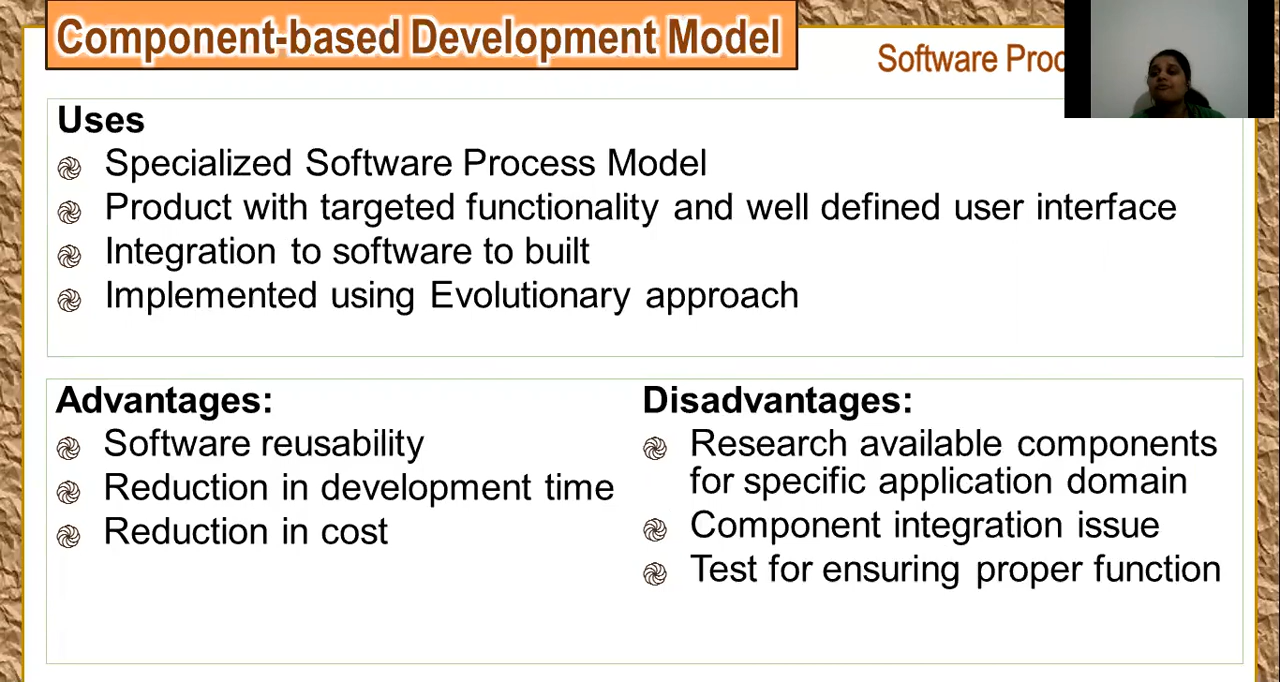 Component-based Development Model
Software
Uses
Specialized Software Process Model
Product with targeted functionality and well defined user interface
Integration to software to built
Implemented using Evolutionary approach
Advantages:
Software reusability
Reduction in development time
Reduction in cost
Disadvantages:
Research available components
for specific application domain
Component integration issue
Test for ensuring proper function